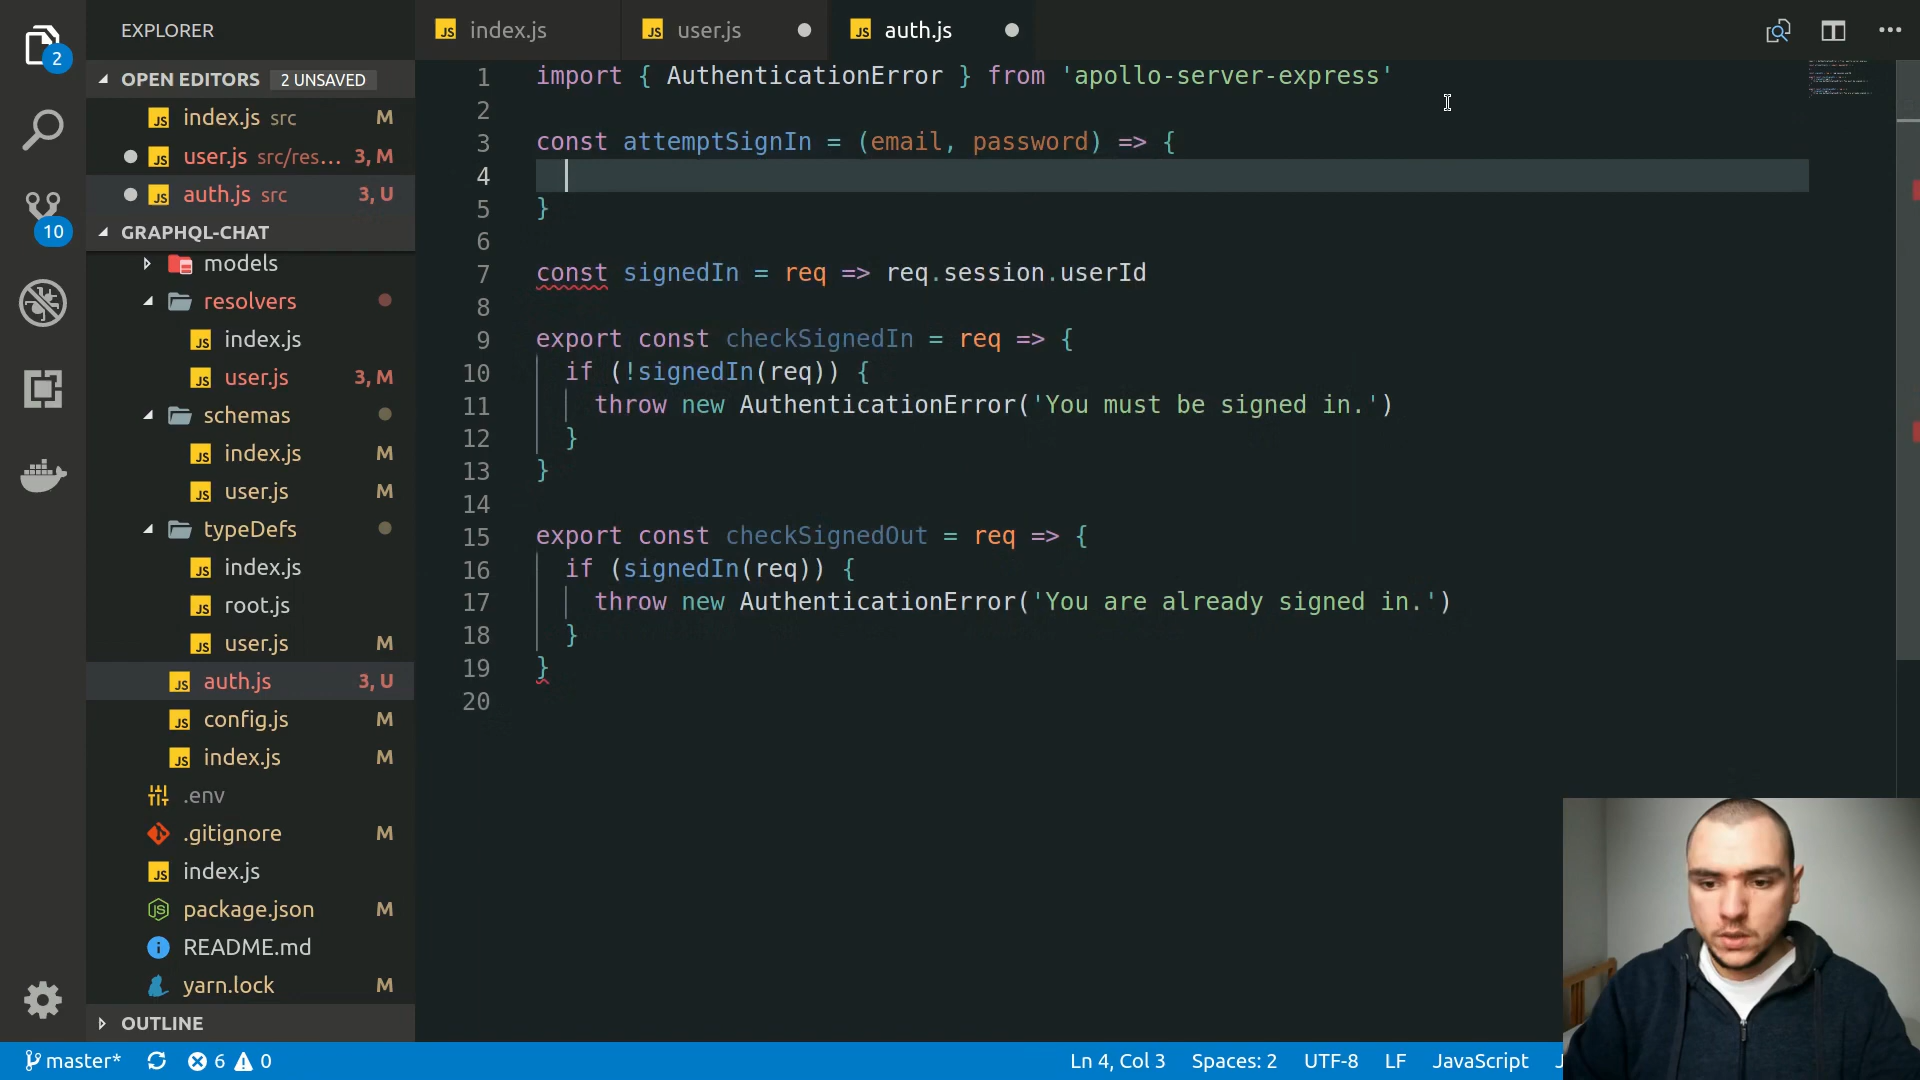 EXPLORER
OPEN EDITORS 2 UNSAVED
index.js src M
user.js src/res... 3, M
auth.js src 3, U
GRAPHQL-CHAT
models
resolvers
index.js
user.js 3, M
schemas
index.js M
user.js M
typeDefs
index.js
root.js
user.js M
auth.js 3, U
config.js M
index.js M
.env
.gitignore M
index.js
package.json M
README.md
yarn.lock M
OUTLINE
2
10
index.js user.js auth.js
1 import { AuthenticationError } from 'apollo-server-express'
2
3 const attemptSignIn = (email, password) => {
4
5 }
6
7 const signedIn = req => req.session.userId
8
9 export const checkSignedIn = req => {
10 if (!signedIn(req)) {
11 throw new AuthenticationError('You must be signed in.')
12 }
13 }
14
15 export const checkSignedOut = req => {
16 if (signedIn(req)) {
17 throw new AuthenticationError('You are already signed in.')
18 }
19 }
20
master* 6 0 Ln 4, Col 3 Spaces: 2 UTF-8 LF JavaScript